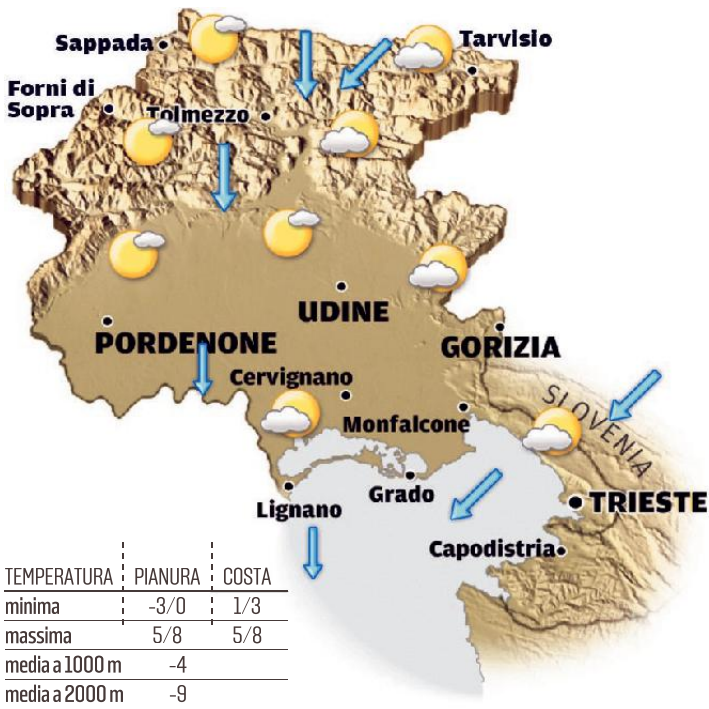 Sappada
Tarvisio
Forni di
Sopra
Tolmezzo
UDINE
PORDENONE
GORIZIA
Cervignano
SLOVENIA
Monfalcone
Grado
Lignano
TRIESTE
Capodistria
TEMPERATURA PIANURA COSTA
minima -3/0 1/3
massima 5/8 5/8
media a 1000 m -4
media a 2000 m -9